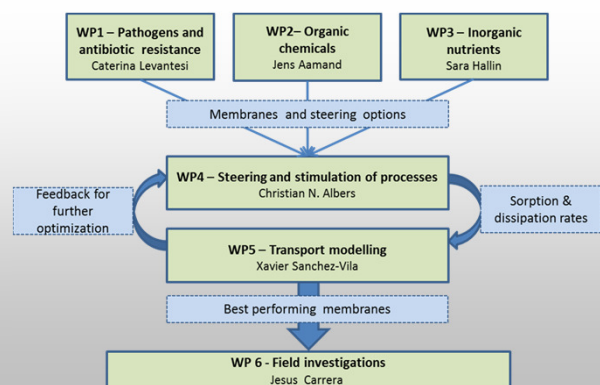 WP1 – Pathogens and
antibiotic resistance
Caterina Levantesi
WP2– Organic
chemicals
Jens Aamand
WP3 – Inorganic
nutrients
Sara Hallin
Membranes and steering options
WP4 – Steering and stimulation of processes
Christian N. Albers
Feedback for
further
optimization
Sorption &
dissipation rates
WP5 – Transport modelling
Xavier Sanchez-Vila
Best performing membranes
WP 6 - Field investigations
Jesus Carrera